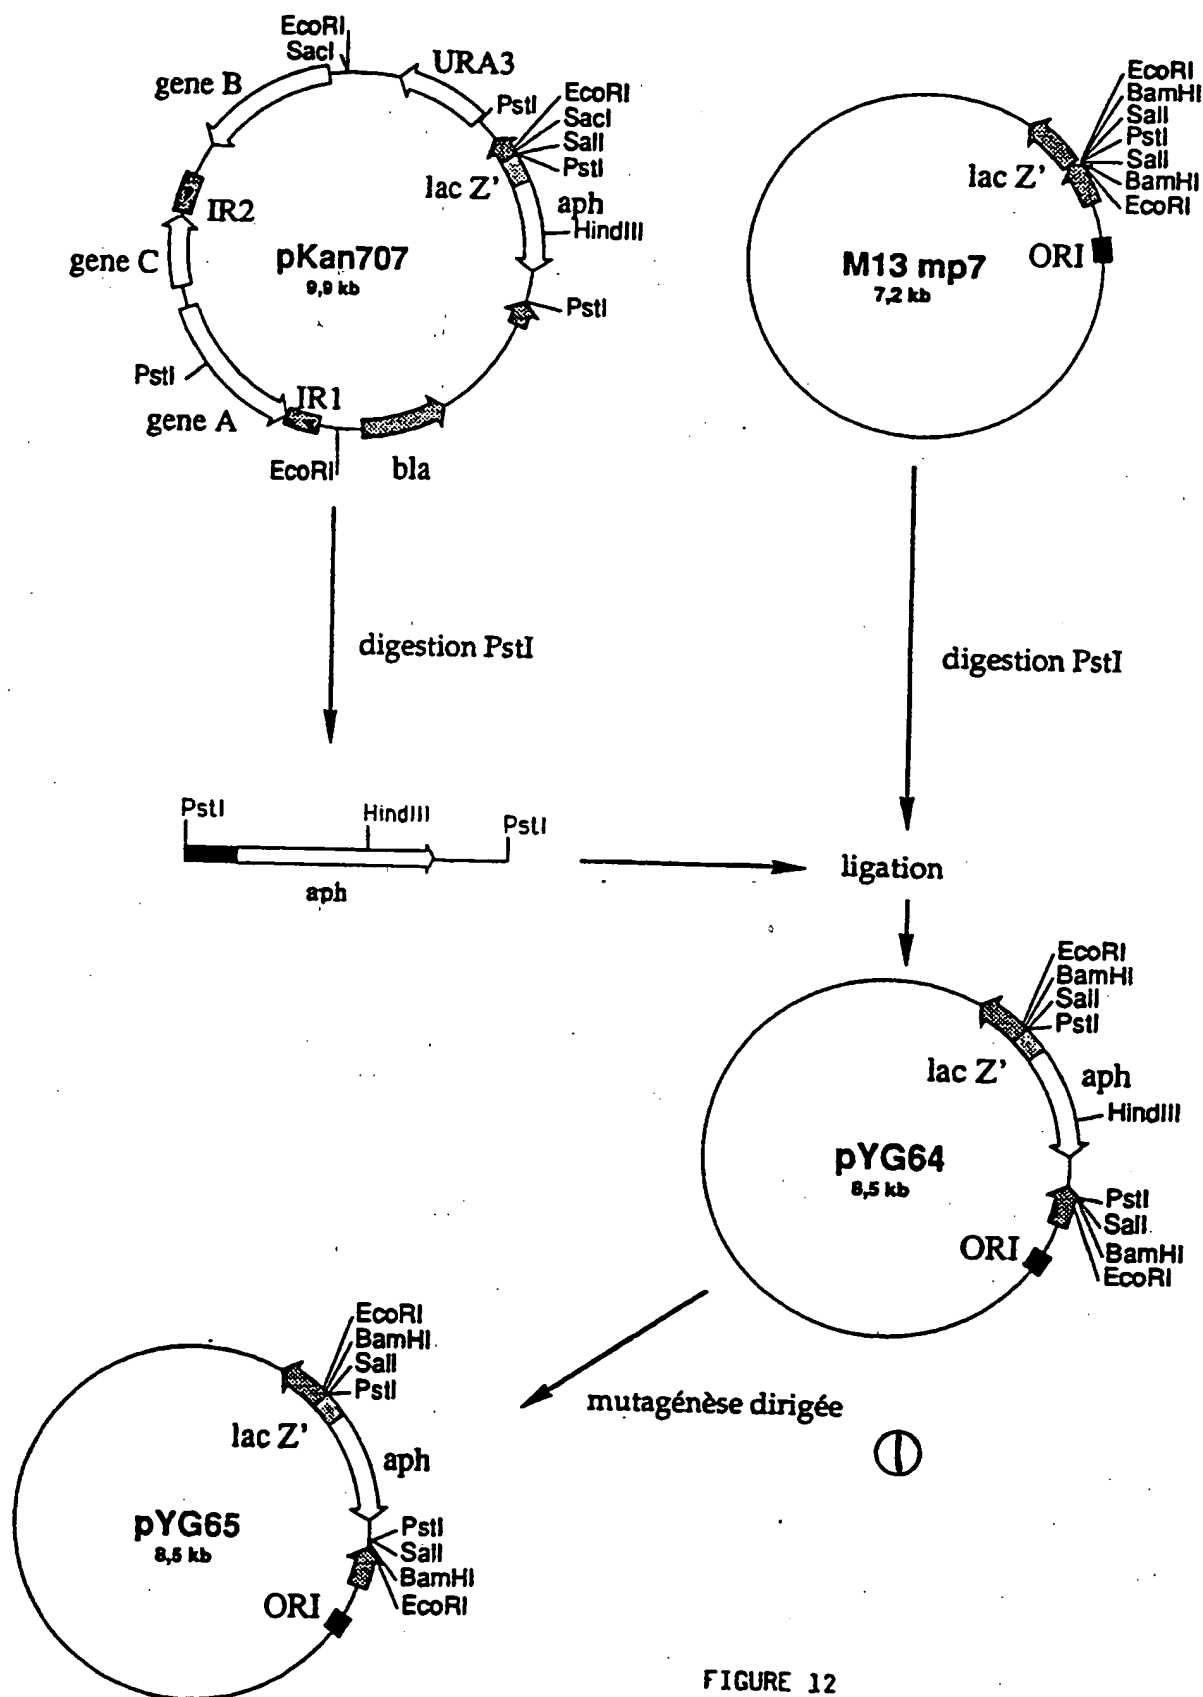 EcoRI
SacI
URA3
gene B
PstI
EcoRI
SacI
SalI
PstI
lac Z'
aph
HindIII
IR2
gene C
pKan707
9,9 kb
PstI
PstI
IR1
gene A
EcoRI
bla
EcoRI
BamHI
SalI
PstI
SalI
BamHI
EcoRI
lac Z'
ORI
M13 mp7
7,2 kb
digestion PstI
digestion PstI
PstI
HindIII
PstI
aph
ligation
EcoRI
BamHI
SalI
PstI
lac Z'
aph
HindIII
pYG64
8,5 kb
PstI
SalI
BamHI
EcoRI
ORI
mutagénèse dirigée
EcoRI
BamHI
SalI
PstI
lac Z'
aph
pYG65
8,5 kb
PstI
SalI
BamHI
EcoRI
ORI
FIGURE 12